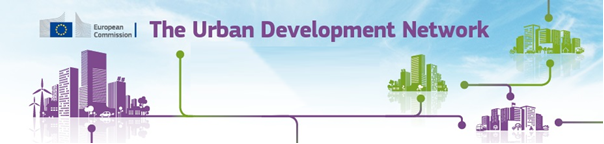 European
Commission
The Urban Development Network